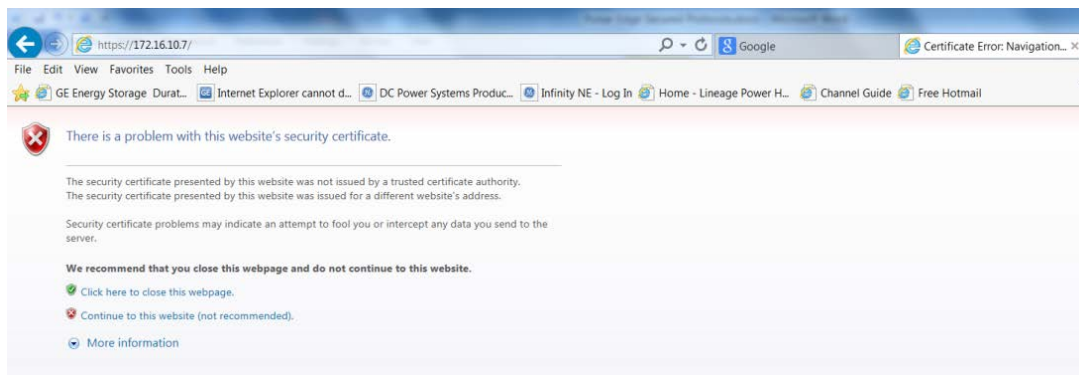 https://172.16.10.7/
Google
Certificate Error: Navigation...
File Edit View Favorites Tools Help
GE Energy Storage Durat... Internet Explorer cannot d... DC Power Systems Produc... Infinity NE - Log In Home - Lineage Power H... Channel Guide Free Hotmail
There is a problem with this website's security certificate.
The security certificate presented by this website was not issued by a trusted certificate authority.
The security certificate presented by this website was issued for a different website's address.
Security certificate problems may indicate an attempt to fool you or intercept any data you send to the
server.
We recommend that you close this webpage and do not continue to this website.
Click here to close this webpage.
Continue to this website (not recommended).
More information